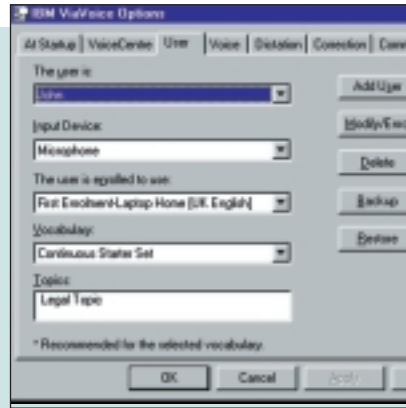 IBM ViaVoice Options
At Startup VoiceCentre User Voice Dictation Correction
The user is:
John
Add User
Input Device:
Microphone
The user is enrolled to use:
Delete
First Enrolment-Laptop Home [UK English]
Backup
Vocabulary:
Restore
Continuous Starter Set
Topics:
Legal Topic
* Recommended for the selected vocabulary.
OK Cancel Apply